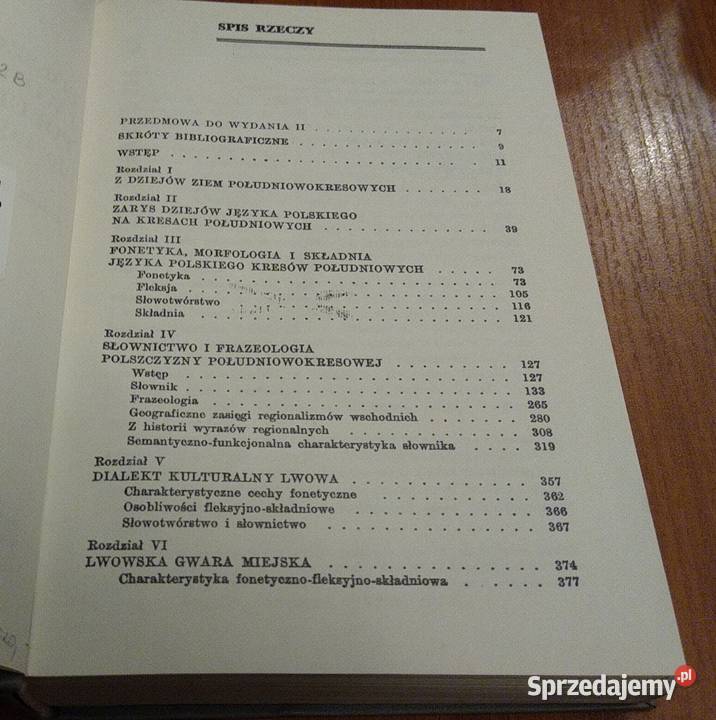 SPIS RZECZY
PRZEDMOWA DO WYDANIA II . . . . . . . . . . 7
SKRÓTY BIBLIOGRAFICZNE . . . . . . . . . . 9
WSTĘP . . . . . . . . . . 11
Rozdział I
Z DZIEJÓW ZIEM POŁUDNIOWOKRESOWYCH . . . . . . 18
Rozdział II
ZARYS DZIEJÓW JĘZYKA POLSKIEGO
NA KRESACH POŁUDNIOWYCH . . . . . . . . . . 39
Rozdział III
FONETYKA, MORFOLOGIA I SKŁADNIA
JĘZYKA POLSKIEGO KRESÓW POŁUDNIOWYCH . . . . . 73
Fonetyka . . . . . . . . . . 73
Fleksja . . . . . . . . . . 105
Słowotwórstwo . . . . . . . . . . 116
Składnia . . . . . . . . . . 121
Rozdział IV
SŁOWNICTWO I FRAZEOLOGIA
POLSZCZYZNY POŁUDNIOWOKRESOWEJ . . . . . . . . 127
Wstęp . . . . . . . . . . 127
Słownik . . . . . . . . . . 133
Frazeologia . . . . . . . . . . 265
Geograficzne zasięgi regionalizmów wschodnich . . . . . . 280
Z historii wyrazów regionalnych . . . . . . . . . . 308
Semantyczno-funkcjonalna charakterystyka słownika . . . . . 319
Rozdział V
DIALEKT KULTURALNY LWOWA . . . . . . . . . . 357
Charakterystyczne cechy fonetyczne . . . . . . . . . . 362
Osobliwości fleksyjno-składniowe . . . . . . . . . . 366
Słowotwórstwo i słownictwo . . . . . . . . . . 367
Rozdział VI
LWOWSKA GWARA MIEJSKA . . . . . . . . . . 374
Charakterystyka fonetyczno-fleksyjno-składniowa . . . . . . 377
Sprzedajemy.pl